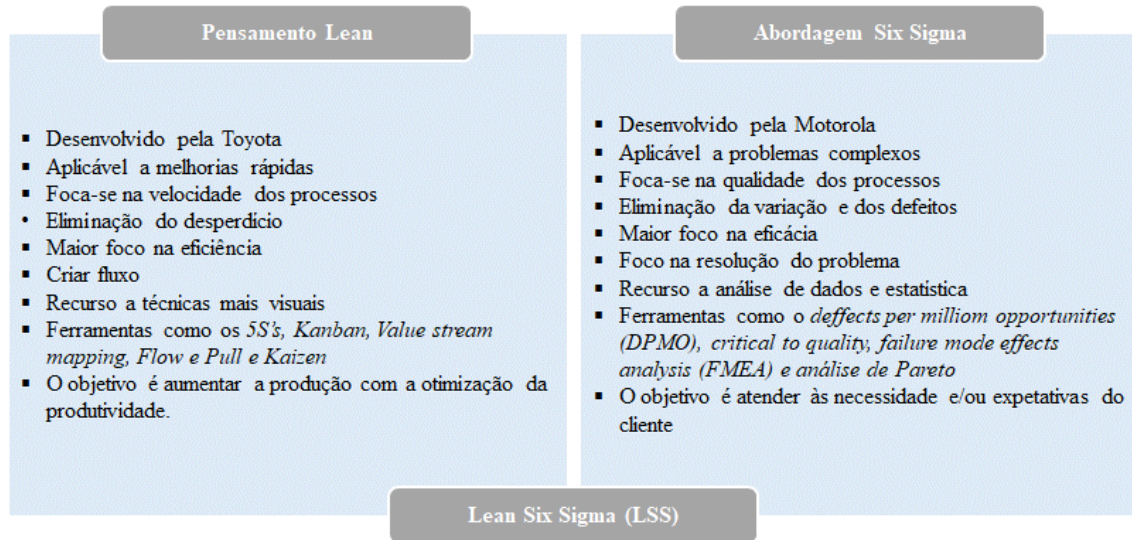 Pensamento Lean
▪ Desenvolvido pela Toyota
▪ Aplicável a melhorias rápidas
▪ Foca-se na velocidade dos processos
• Eliminação do desperdício
▪ Maior foco na eficiência
▪ Criar fluxo
▪ Recurso a técnicas mais visuais
▪ Ferramentas como os 5S's, Kanban, Value stream
mapping, Flow e Pull e Kaizen
▪ O objetivo é aumentar a produção com a otimização da
produtividade.
Abordagem Six Sigma
▪ Desenvolvido pela Motorola
▪ Aplicável a problemas complexos
▪ Foca-se na qualidade dos processos
▪ Eliminação da variação e dos defeitos
▪ Maior foco na eficácia
▪ Foco na resolução do problema
▪ Recurso a análise de dados e estatística
▪ Ferramentas como o deffects per milliom opportunities
(DPMO), critical to quality, failure mode effects
analysis (FMEA) e análise de Pareto
▪ O objetivo é atender às necessidade e/ou expetativas do
cliente
Lean Six Sigma (LSS)